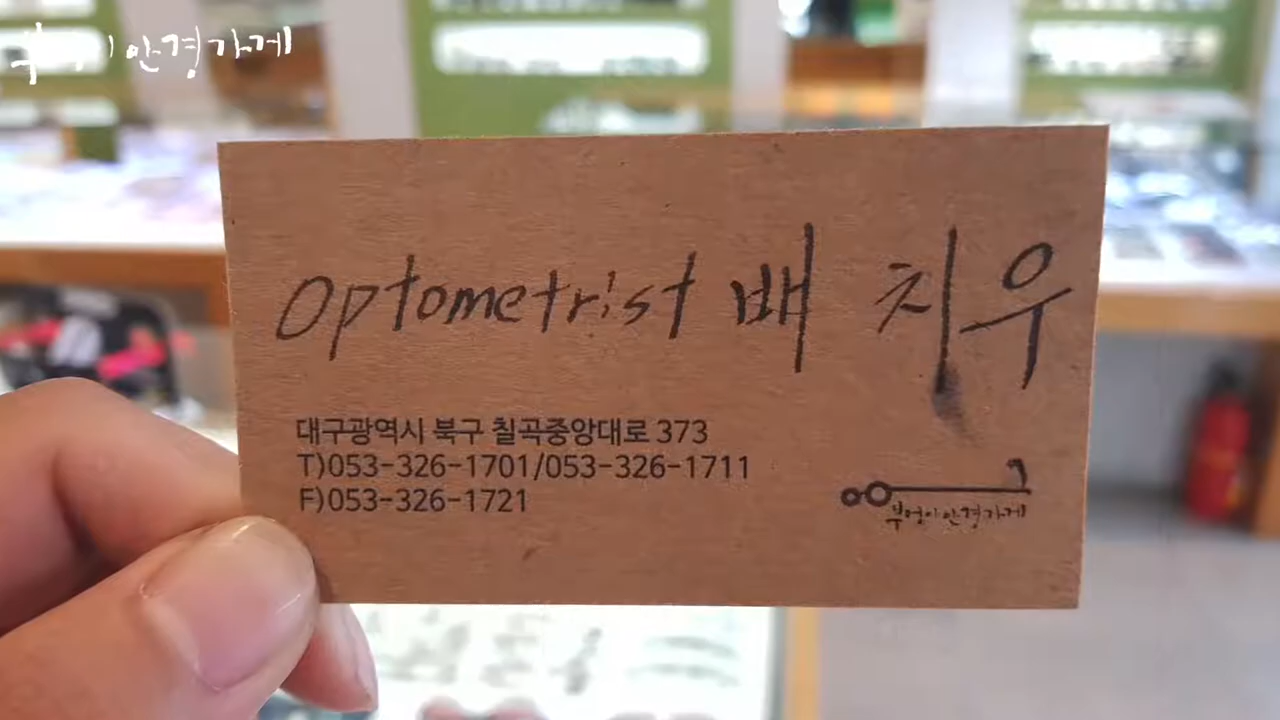 부엉이안경가게
optometrist 배 치우
대구광역시 북구 칠곡중앙대로 373
T)053-326-1701/053-326-1711
F)053-326-1721
부엉이안경가게